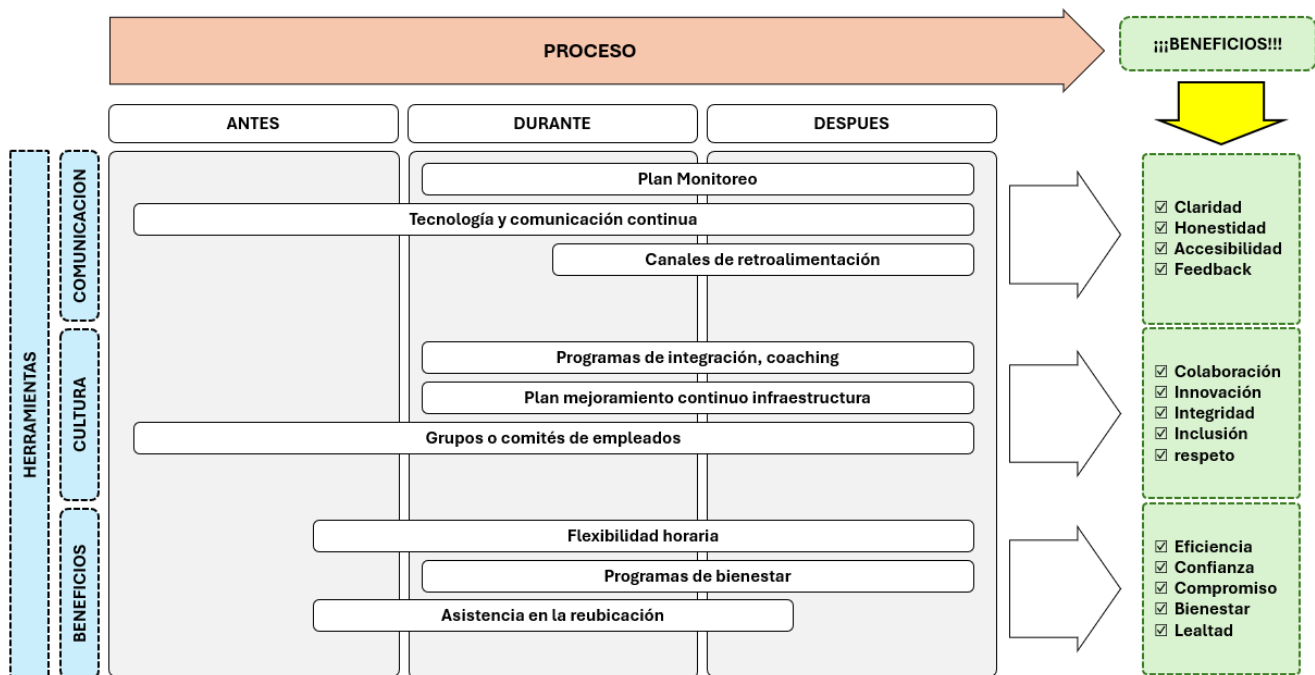 PROCESO
¡¡¡BENEFICIOS!!!
ANTES
DURANTE
DESPUES
HERRAMIENTAS
COMUNICACION
Plan Monitoreo
Tecnología y comunicación continua
Canales de retroalimentación
☑ Claridad
☑ Honestidad
☑ Accesibilidad
☑ Feedback
CULTURA
Programas de integración, coaching
Plan mejoramiento continuo infraestructura
Grupos o comités de empleados
☑ Colaboración
☑ Innovación
☑ Integridad
☑ Inclusión
☑ respeto
BENEFICIOS
Flexibilidad horaria
Programas de bienestar
Asistencia en la reubicación
☑ Eficiencia
☑ Confianza
☑ Compromiso
☑ Bienestar
☑ Lealtad